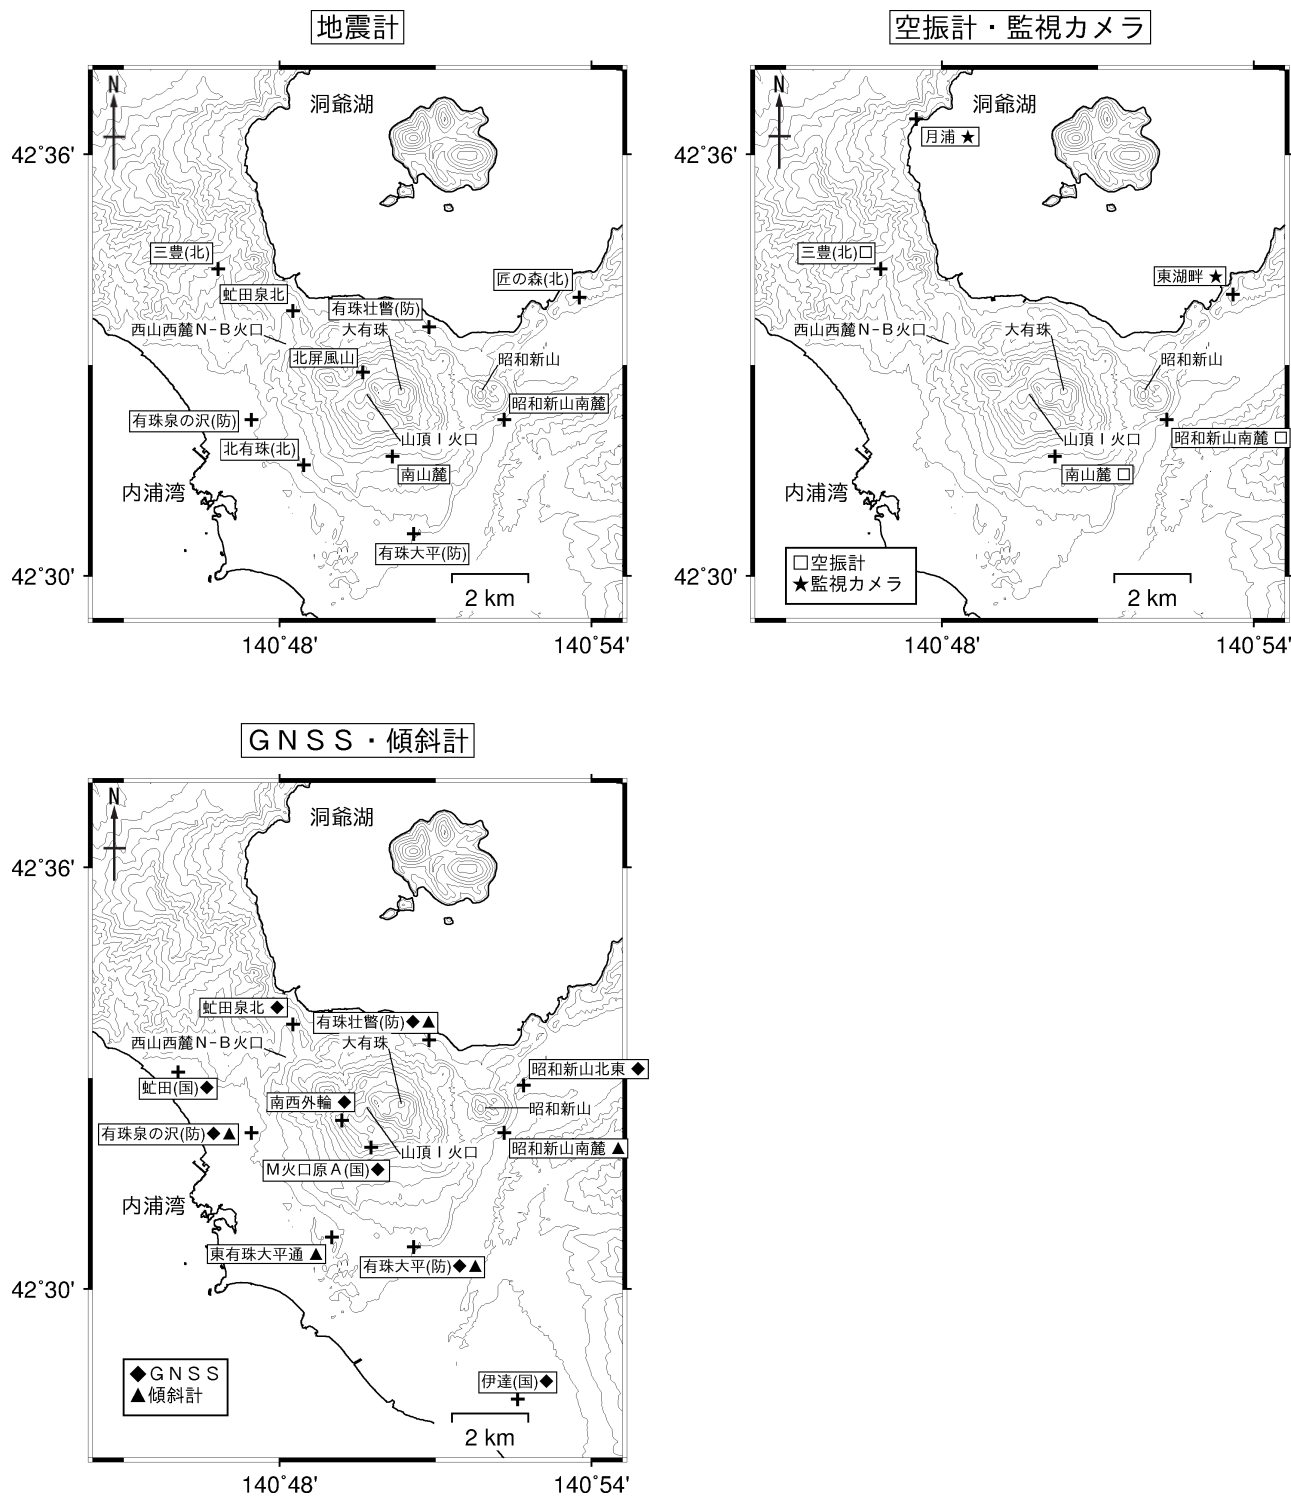 地震計
N
洞爺湖
42°36'
三豊(北)
匠の森(北)
虻田泉北
有珠壮瞥(防)
西山西麓N-B火口
大有珠
北屏風山
昭和新山
昭和新山南麓
有珠泉の沢(防)
山頂I火口
北有珠(北)
南山麓
内浦湾
有珠大平(防)
42°30'
2 km
140°48'
140°54'
空振計・監視カメラ
N
洞爺湖
月浦 ★
42°36'
三豊(北)□
東湖畔 ★
西山西麓N-B火口
大有珠
昭和新山
山頂I火口
昭和新山南麓 □
南山麓 □
内浦湾
□空振計
★監視カメラ
42°30'
2 km
140°48'
140°54'
GNSS・傾斜計
N
洞爺湖
42°36'
虻田泉北 ◆
有珠壮瞥(防)◆▲
西山西麓N-B火口
大有珠
昭和新山北東 ◆
虻田(国)◆
南西外輪 ◆
昭和新山
有珠泉の沢(防)◆▲
山頂I火口
昭和新山南麓 ▲
M火口原A(国)◆
内浦湾
東有珠大平通 ▲
有珠大平(防)◆▲
42°30'
◆GNSS
▲傾斜計
伊達(国)◆
2 km
140°48'
140°54'